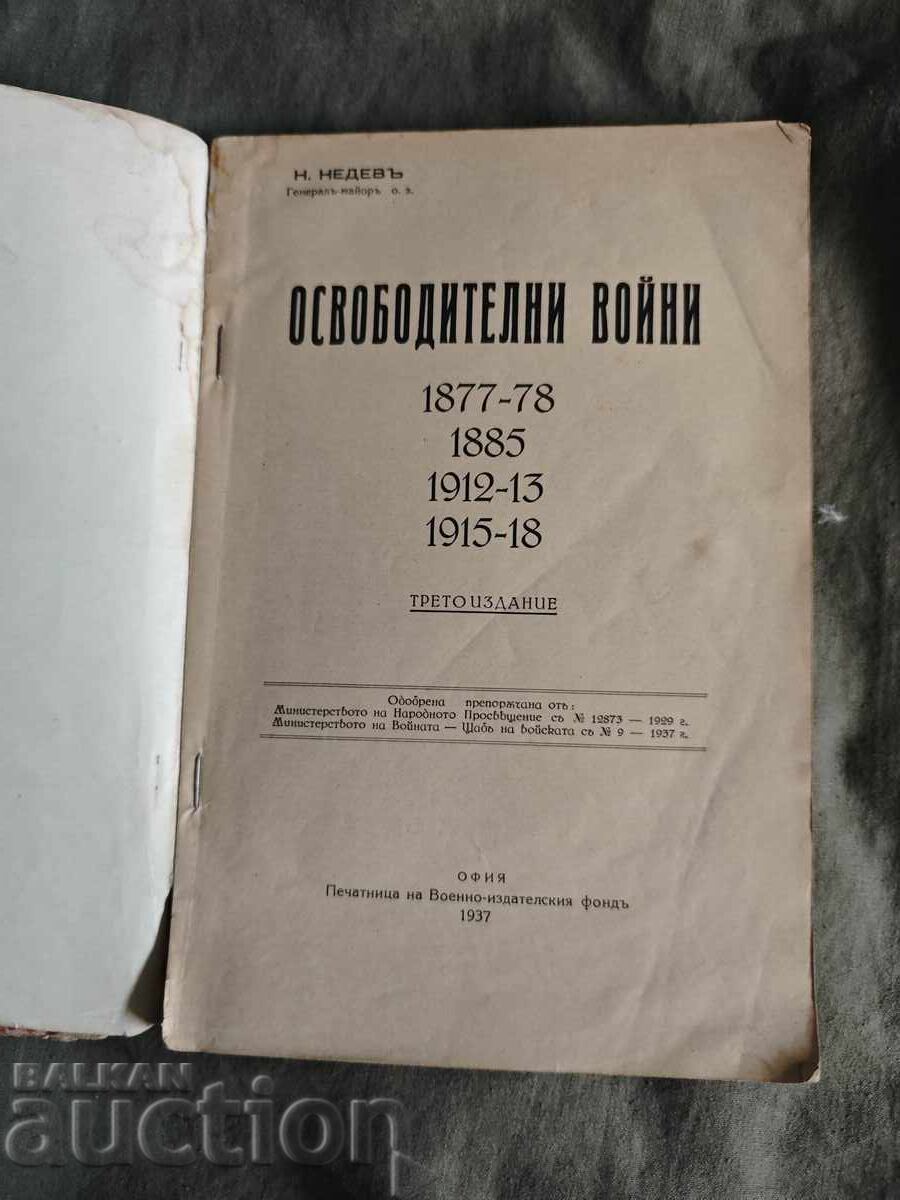 Н. НЕДЕВЪ
Генералъ-майоръ о. з.
ОСВОБОДИТЕЛНИ ВОЙНИ
1877-78
1885
1912-13
1915-18
ТРЕТО ИЗДАНИЕ
Одобрена препорѫчана отъ:
Министерството на Народното Просвѣщение съ № 12873 — 1929 г.
Министерството на Войната — Щабъ на войската съ № 9 — 1937 г.
ОФИЯ
Печатница на Военно-издателския фондъ
1937
BALKAN
auction